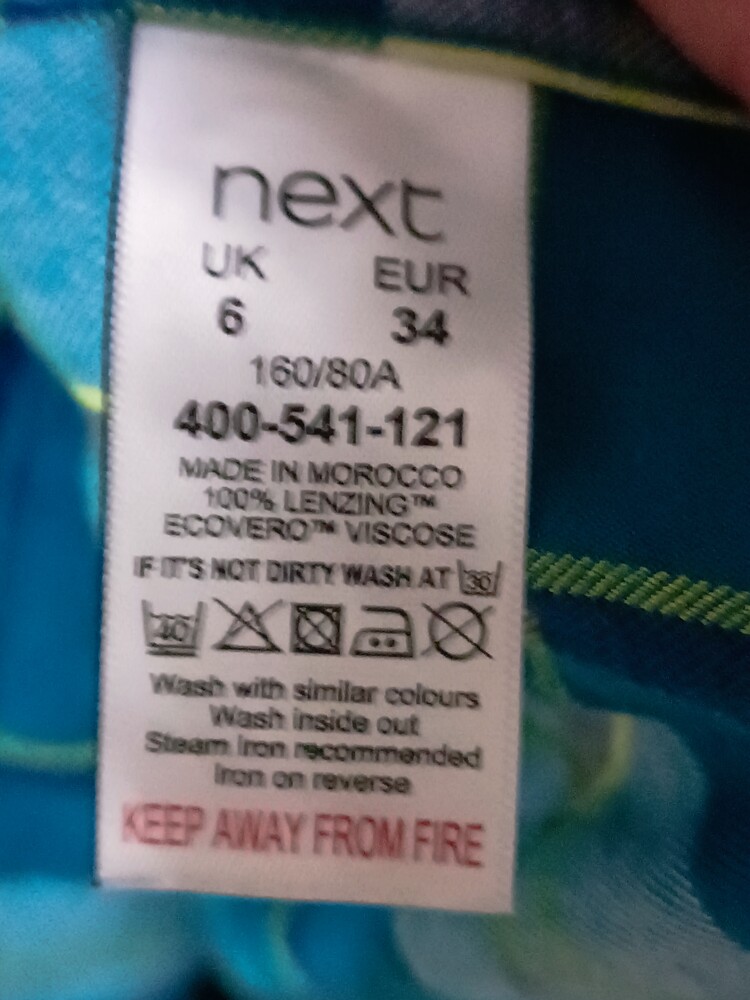 next
UK EUR
6 34
160/80A
400-541-121
MADE IN MOROCCO
100% LENZING™
ECOVERO™ VISCOSE
IF IT'S NOT DIRTY WASH AT 30
40
Wash with similar colours
Wash inside out
Steam Iron recommended
Iron on reverse
KEEP AWAY FROM FIRE